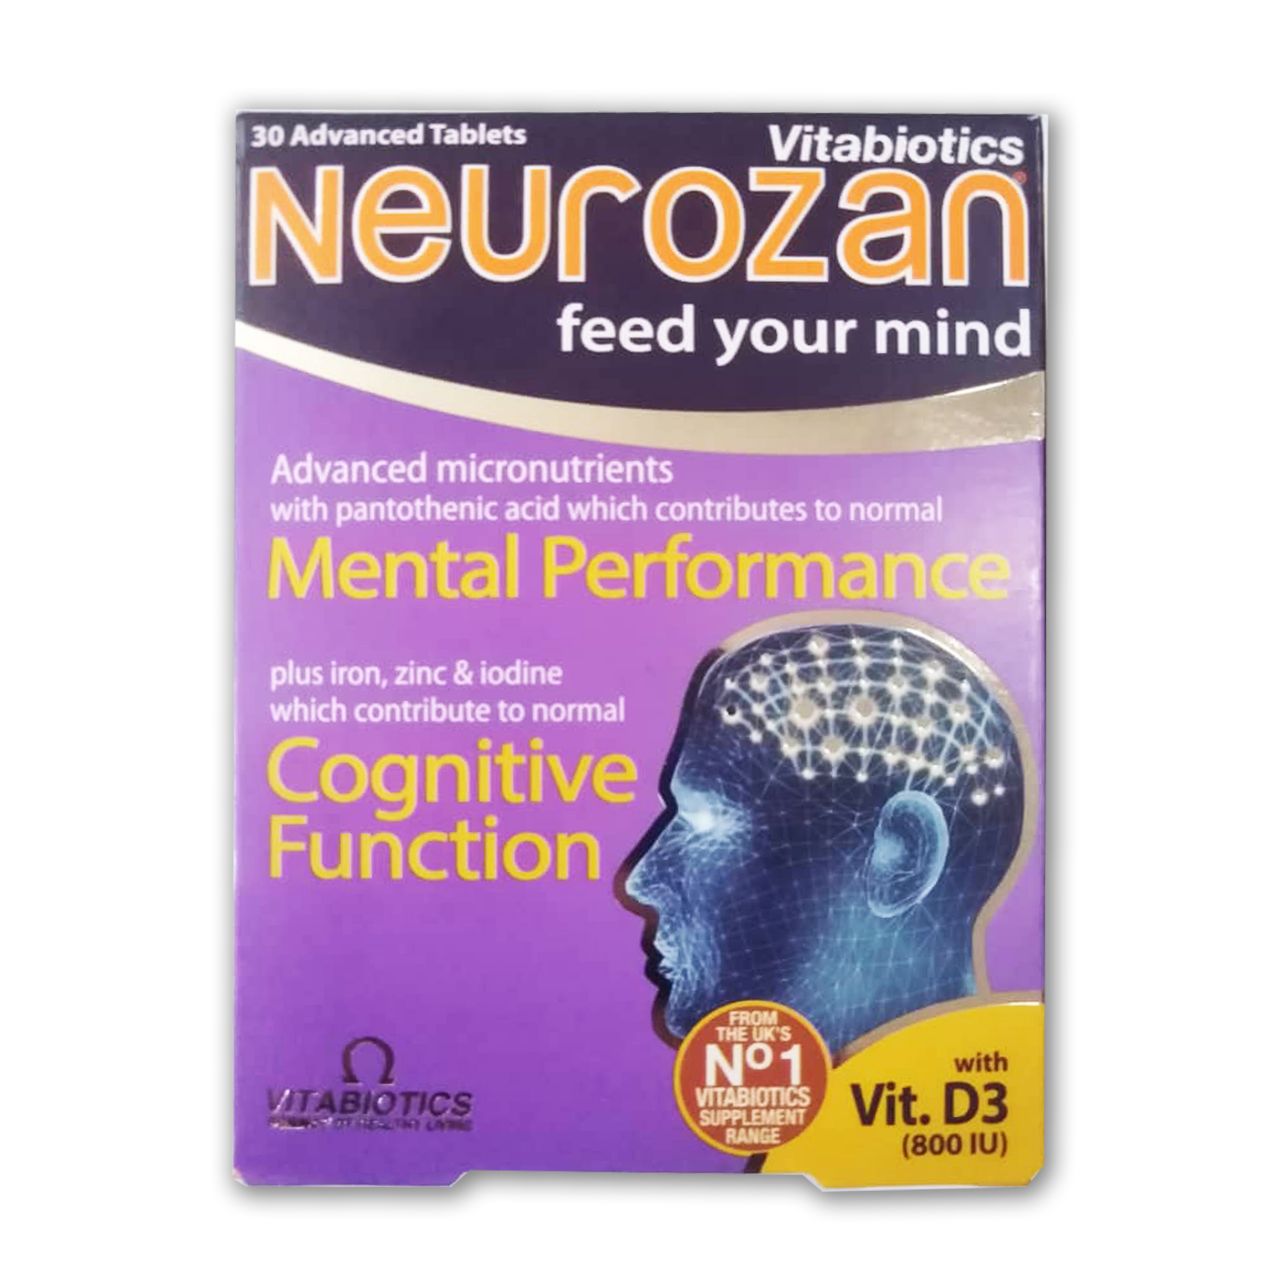 30 Advanced Tablets
Vitabiotics
Neurozan®
feed your mind
Advanced micronutrients
with pantothenic acid which contributes to normal
Mental Performance
plus iron, zinc & iodine
which contribute to normal
Cognitive
Function
FROM
THE UK'S
Nº1
VITABIOTICS
SUPPLEMENT
RANGE
with
Vit. D3
(800 IU)
VITABIOTICS
HEALTHY LIVING